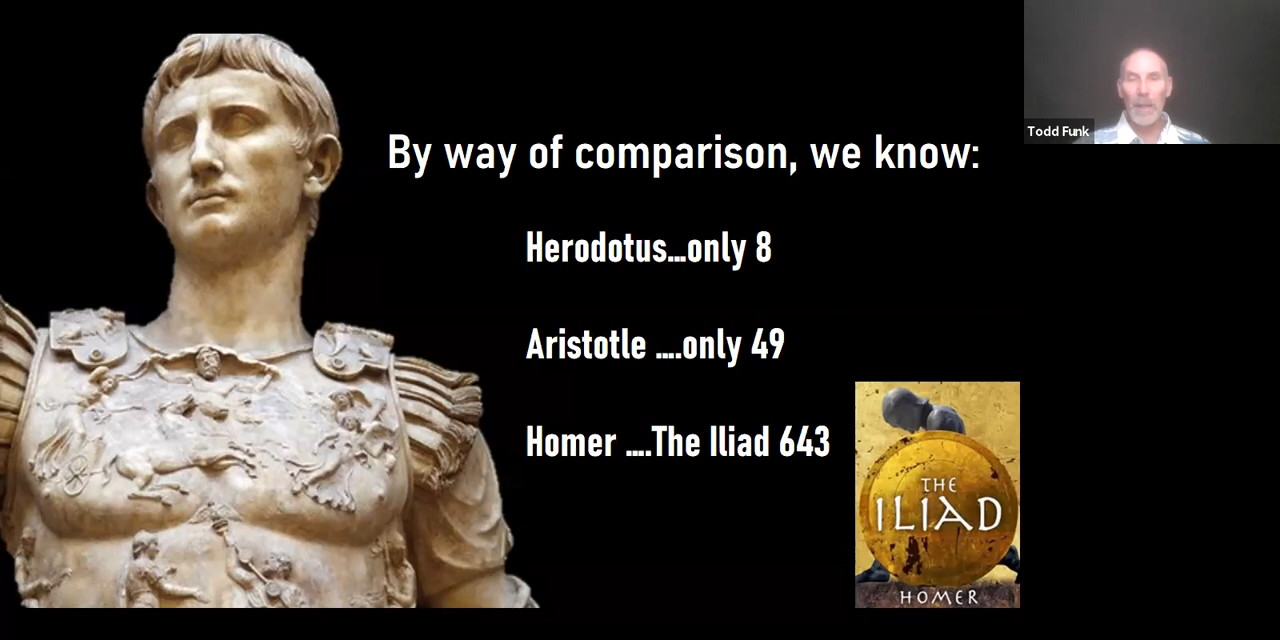 Todd Funk
By way of comparison, we know:
Herodotus...only 8
Aristotle ....only 49
Homer ....The Iliad 643
THE
ILIAD
HOMER